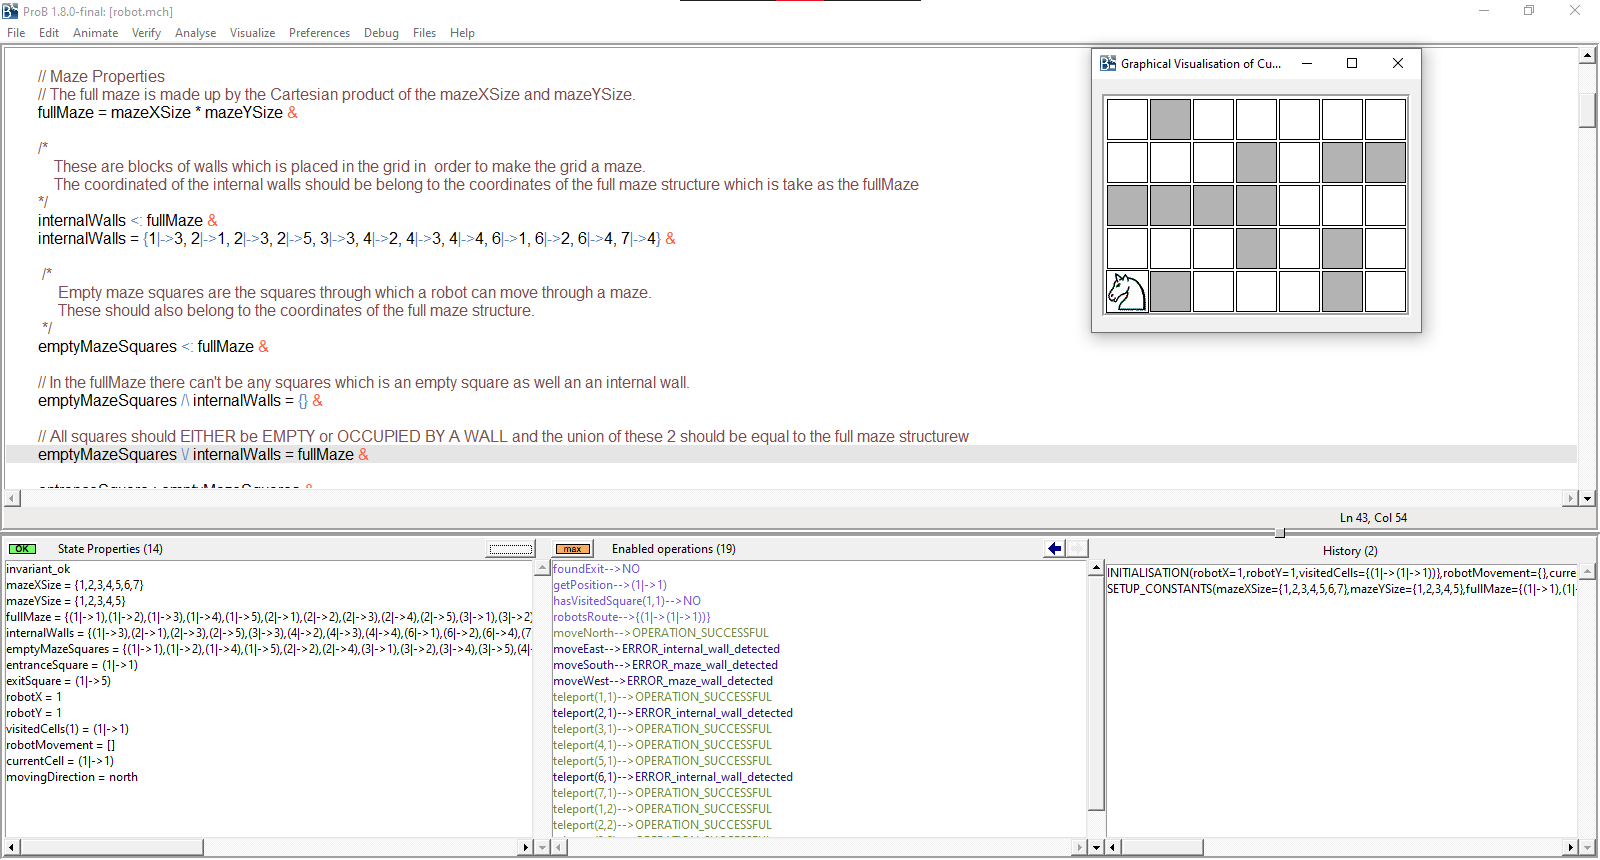 ProB 1.8.0-final: [robot.mch]
File Edit Animate Verify Analyse Visualize Preferences Debug Files Help
// Maze Properties
// The full maze is made up by the Cartesian product of the mazeXSize and mazeYSize.
fullMaze = mazeXSize * mazeYSize &
/*
These are blocks of walls which is placed in the grid in  order to make the grid a maze.
The coordinated of the internal walls should be belong to the coordinates of the full maze structure which is take as the fullMaze
*/
internalWalls <: fullMaze &
internalWalls = {1|->3, 2|->1, 2|->3, 2|->5, 3|->3, 4|->2, 4|->3, 4|->4, 6|->1, 6|->2, 6|->4, 7|->4} &
/*
Empty maze squares are the squares through which a robot can move through a maze.
These should also belong to the coordinates of the full maze structure.
*/
emptyMazeSquares <: fullMaze &
// In the fullMaze there can't be any squares which is an empty square as well an an internal wall.
emptyMazeSquares /\ internalWalls = {} &
// All squares should EITHER be EMPTY or OCCUPIED BY A WALL and the union of these 2 should be equal to the full maze structurew
emptyMazeSquares \/ internalWalls = fullMaze &
Graphical Visualisation of Cu...
Ln 43, Col 54
OK State Properties (14)
invariant_ok
mazeXSize = {1,2,3,4,5,6,7}
mazeYSize = {1,2,3,4,5}
fullMaze = {(1|->1),(1|->2),(1|->3),(1|->4),(1|->5),(2|->1),(2|->2),(2|->3),(2|->4),(2|->5),(3|->1),(3|->2)
internalWalls = {(1|->3),(2|->1),(2|->3),(2|->5),(3|->3),(4|->2),(4|->3),(4|->4),(6|->1),(6|->2),(6|->4),(7
emptyMazeSquares = {(1|->1),(1|->2),(1|->4),(1|->5),(2|->2),(2|->4),(3|->1),(3|->2),(3|->4),(3|->5),(4|-
entranceSquare = (1|->1)
exitSquare = (1|->5)
robotX = 1
robotY = 1
visitedCells(1) = (1|->1)
robotMovement = []
currentCell = (1|->1)
movingDirection = north
max Enabled operations (19)
foundExit-->NO
getPosition-->(1|->1)
hasVisitedSquare(1,1)-->NO
robotsRoute-->{(1|->(1|->1))}
moveNorth-->OPERATION_SUCCESSFUL
moveEast-->ERROR_internal_wall_detected
moveSouth-->ERROR_maze_wall_detected
moveWest-->ERROR_maze_wall_detected
teleport(1,1)-->OPERATION_SUCCESSFUL
teleport(2,1)-->ERROR_internal_wall_detected
teleport(3,1)-->OPERATION_SUCCESSFUL
teleport(4,1)-->OPERATION_SUCCESSFUL
teleport(5,1)-->OPERATION_SUCCESSFUL
teleport(6,1)-->ERROR_internal_wall_detected
teleport(7,1)-->OPERATION_SUCCESSFUL
teleport(1,2)-->OPERATION_SUCCESSFUL
teleport(2,2)-->OPERATION_SUCCESSFUL
History (2)
INITIALISATION(robotX=1,robotY=1,visitedCells={(1|->(1|->1))},robotMovement={},curre
SETUP_CONSTANTS(mazeXSize={1,2,3,4,5,6,7},mazeYSize={1,2,3,4,5},fullMaze={(1|->1),(1|-